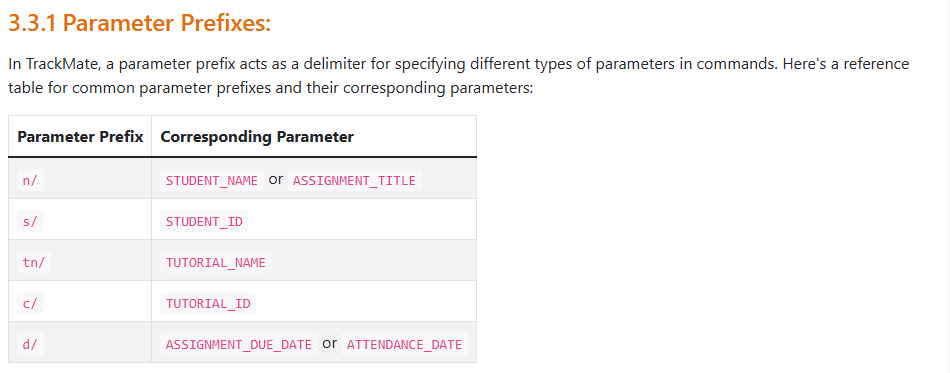 3.3.1 Parameter Prefixes:
In TrackMate, a parameter prefix acts as a delimiter for specifying different types of parameters in commands. Here's a reference
table for common parameter prefixes and their corresponding parameters:
Parameter Prefix Corresponding Parameter
n/ STUDENT_NAME or ASSIGNMENT_TITLE
s/ STUDENT_ID
tn/ TUTORIAL_NAME
c/ TUTORIAL_ID
d/ ASSIGNMENT_DUE_DATE or ATTENDANCE_DATE